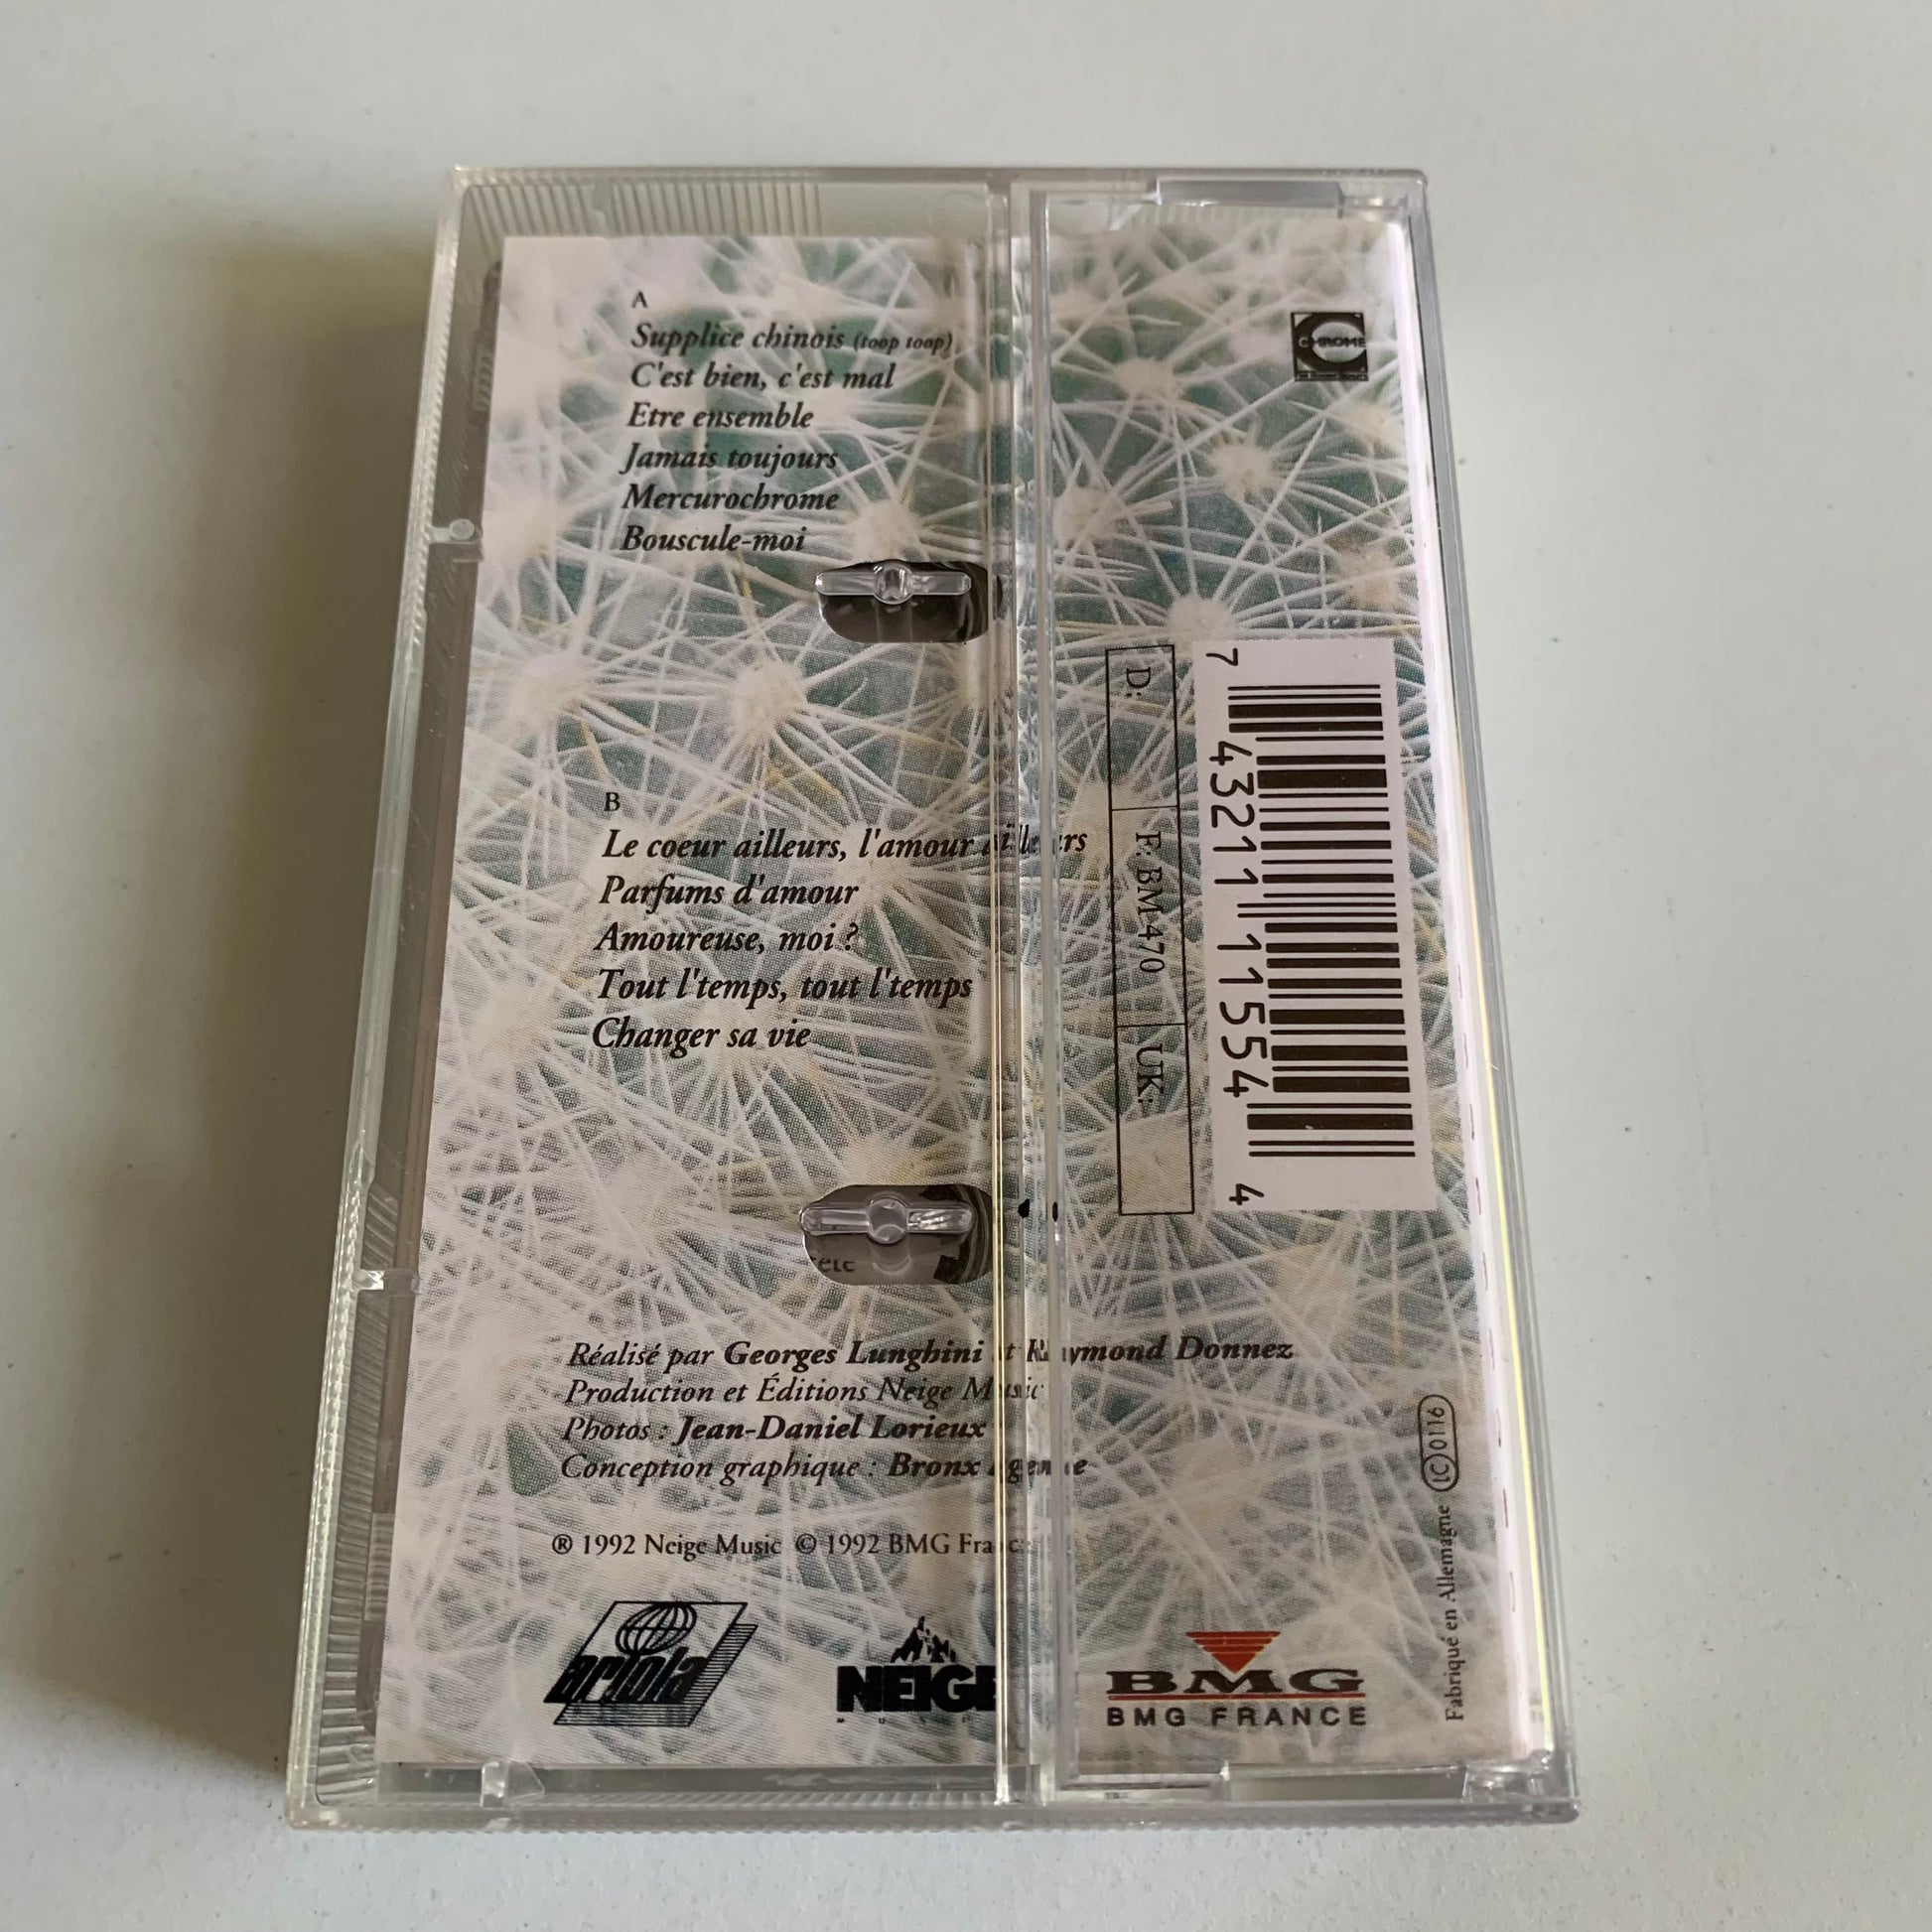 A
Supplice chinois (toop toop)
C'est bien, c'est mal
Etre ensemble
Jamais toujours
Mercurochrome
Bouscule-moi
B
Le coeur ailleurs, l'amour ailleurs
Parfums d'amour
Amoureuse, moi ?
Tout l'temps, tout l'temps
Changer sa vie
Réalisé par Georges Lunghini et Raymond Donnez
Production et Éditions Neige Music
Photos : Jean-Daniel Lorieux
Conception graphique : Bronx Agence
® 1992 Neige Music © 1992 BMG France
ariola
NEIGE
BMG
BMG FRANCE
CHROME
D: F: BM 470 UK:
7 43211 11554 4
LC 0116
Fabriqué en Allemagne